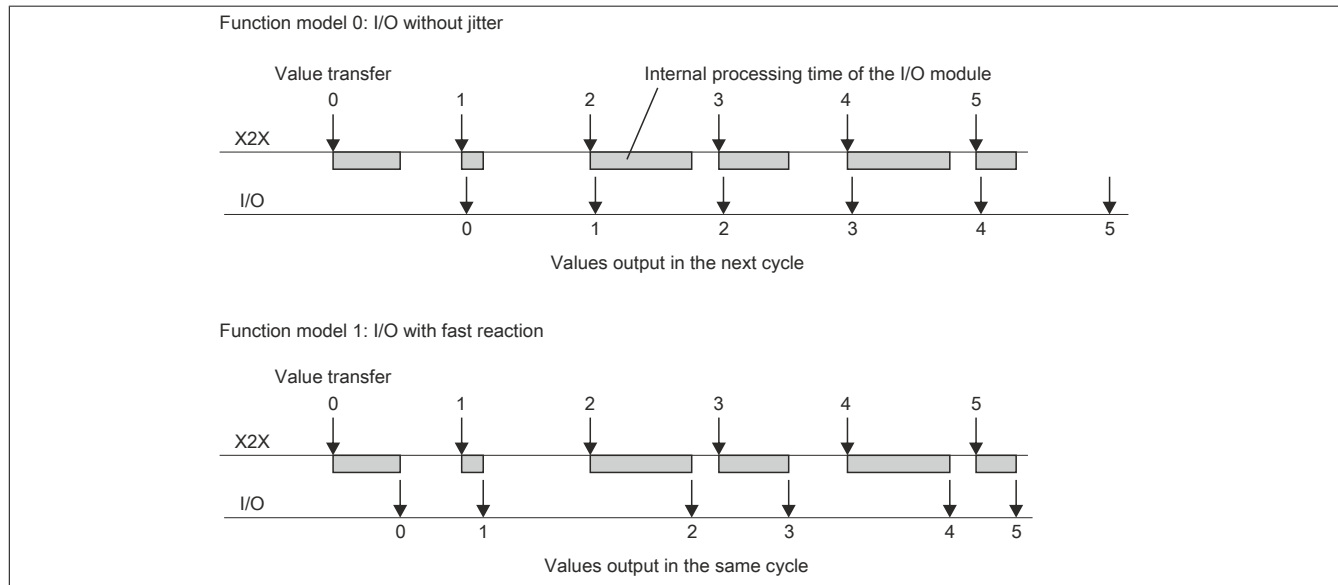 Function model 0: I/O without jitter
Value transfer
Internal processing time of the I/O module
0 1 2 3 4 5
X2X
I/O
0 1 2 3 4 5
Values output in the next cycle
Function model 1: I/O with fast reaction
Value transfer
0 1 2 3 4 5
X2X
I/O
0 1 2 3 4 5
Values output in the same cycle